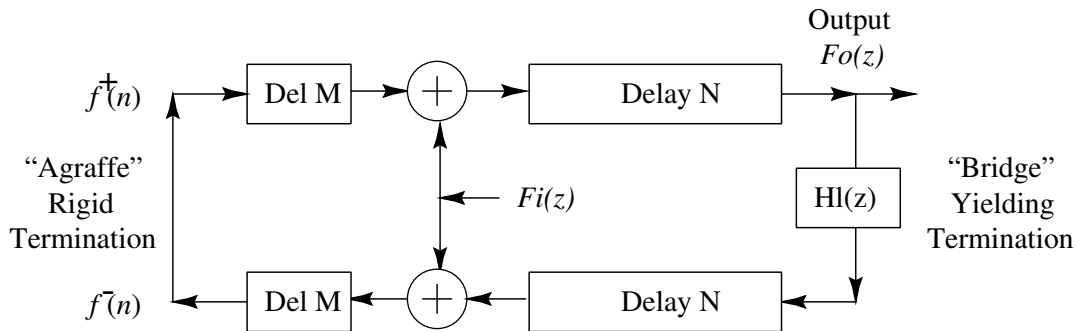 Output
Fo(z)
f+(n)
Del M
+
Delay N
“Agraffe”
Rigid
Termination
Fi(z)
Hl(z)
“Bridge”
Yielding
Termination
f-(n)
Del M
+
Delay N